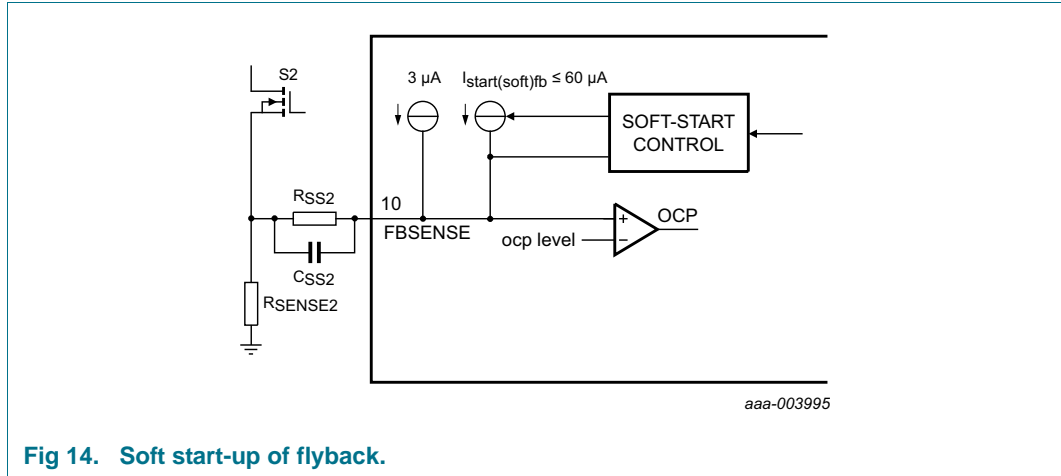 S2
3 µA
Istart(soft)fb ≤ 60 µA
SOFT-START
CONTROL
RSS2
10
FBSENSE
CSS2
RSENSE2
ocp level
+
−
OCP
aaa-003995
Fig 14. Soft start-up of flyback.